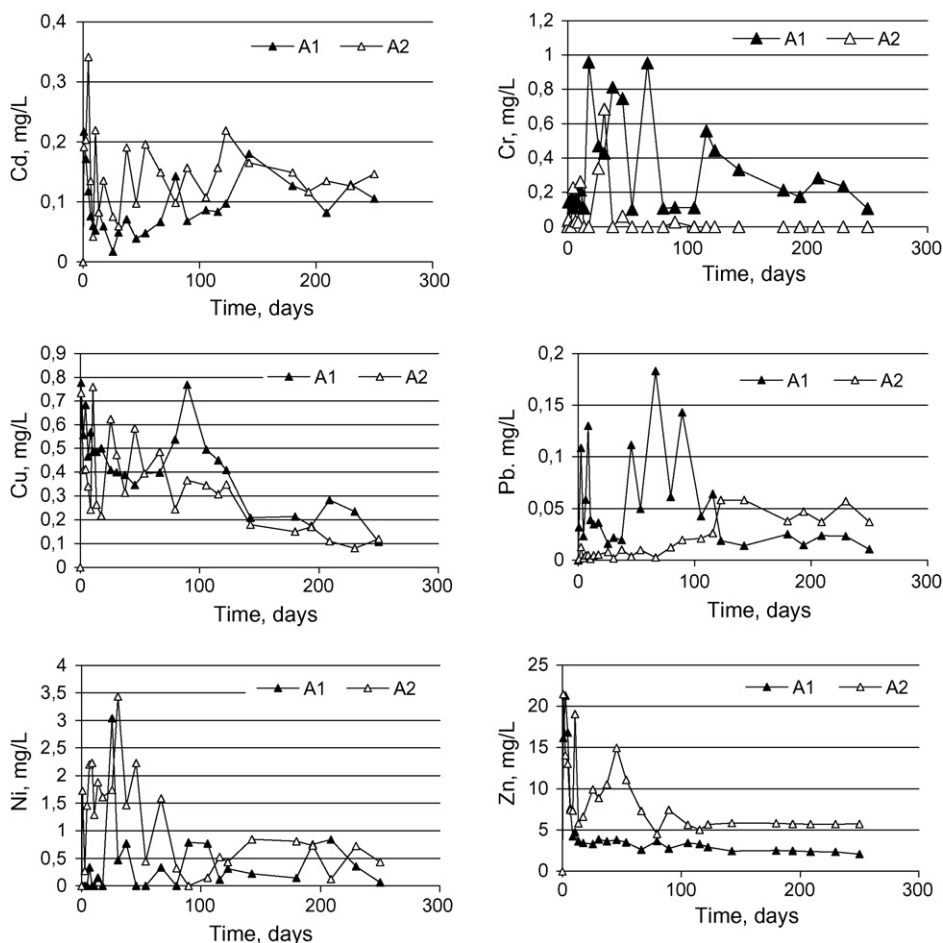 0,4
0,3
0,2
0,1
0
Cd, mg/L
A1 A2
0 100 200 300
Time, days
1,2
1
0,8
0,6
0,4
0,2
0
Cr, mg/L
A1 A2
0 100 200 300
Time, days
0,9
0,8
0,7
0,6
0,5
0,4
0,3
0,2
0,1
0
Cu, mg/L
A1 A2
0 100 200 300
Time, days
0,2
0,15
0,1
0,05
0
Pb. mg/L
A1 A2
0 100 200 300
Time, days
4
3,5
3
2,5
2
1,5
1
0,5
0
Ni, mg/L
A1 A2
0 100 200 300
Time, days
25
20
15
10
5
0
Zn, mg/L
A1 A2
0 100 200 300
Time, days